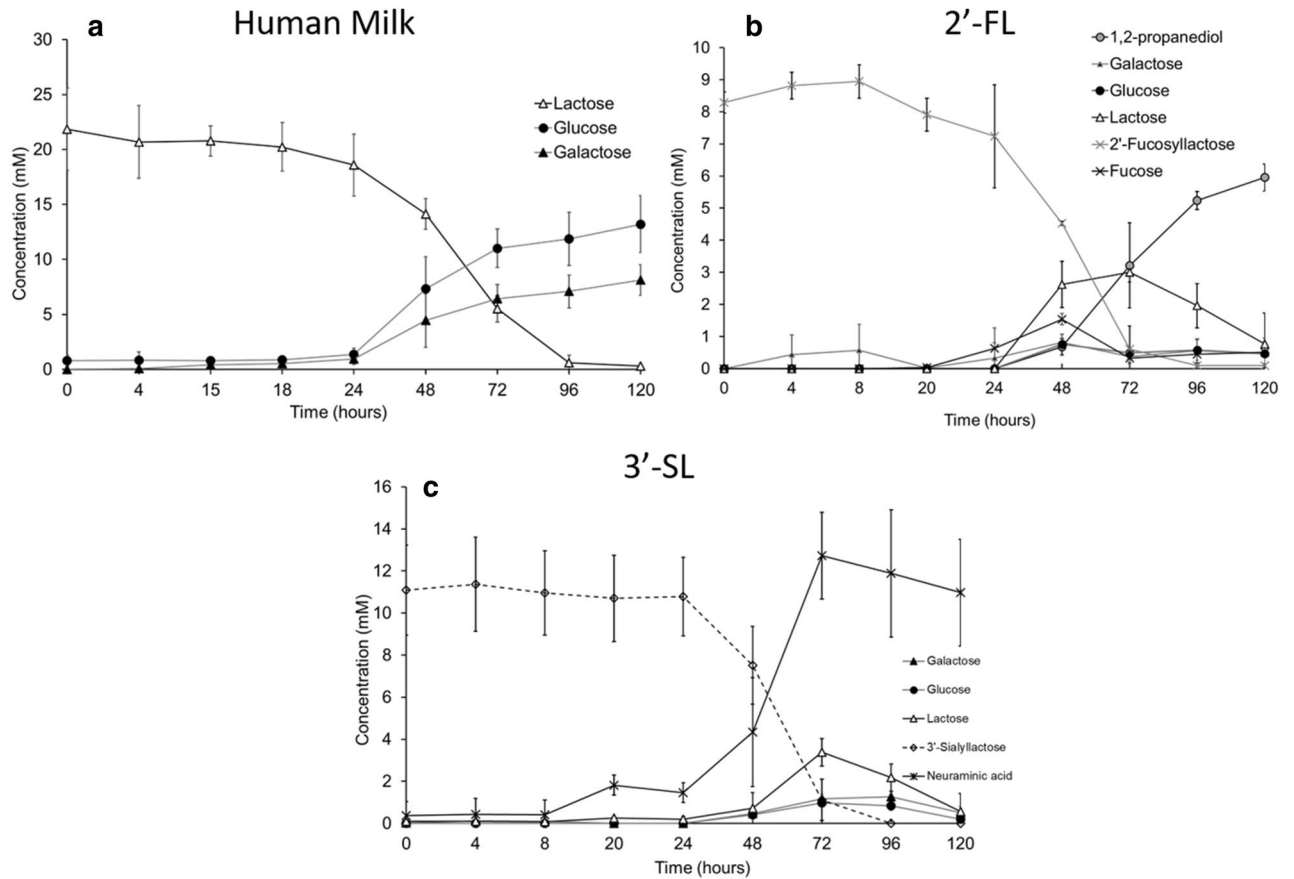 a
Human Milk
30
25
20
15
10
5
0
Concentration (mM)
Lactose
Glucose
Galactose
0 4 15 18 24 48 72 96 120
Time (hours)
b
2’-FL
10
9
8
7
6
5
4
3
2
1
0
Concentration (mM)
1,2-propanediol
Galactose
Glucose
Lactose
2'-Fucosyllactose
Fucose
0 4 8 20 24 48 72 96 120
Time (hours)
c
3’-SL
16
14
12
10
8
6
4
2
0
Concentration (mM)
Galactose
Glucose
Lactose
3'-Sialyllactose
Neuraminic acid
0 4 8 20 24 48 72 96 120
Time (hours)